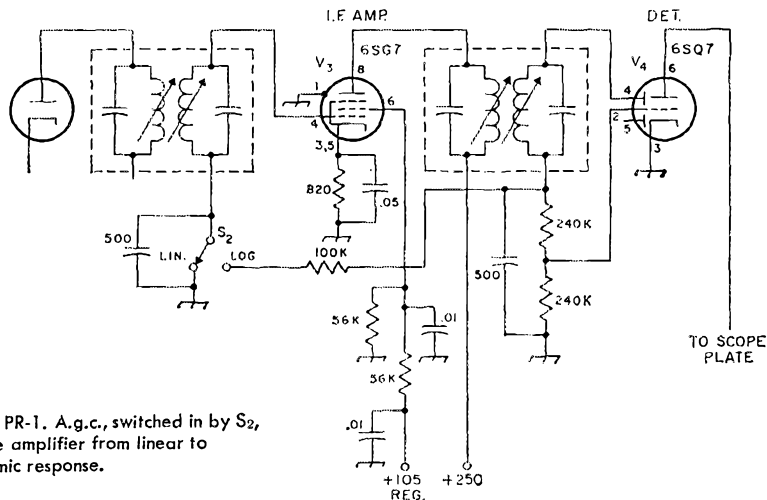 I.F. AMP.
DET.
6SG7
6SQ7
V3
V4
8
6
1
6
4
4
2
5
3,5
3
820
.05
240K
500
S2
LIN.
LOG
100K
500
240K
56K
.01
56K
TO SCOPE
PLATE
.01
+105
REG.
+250
PR-1. A.g.c., switched in by S2,
e amplifier from linear to
nic response.